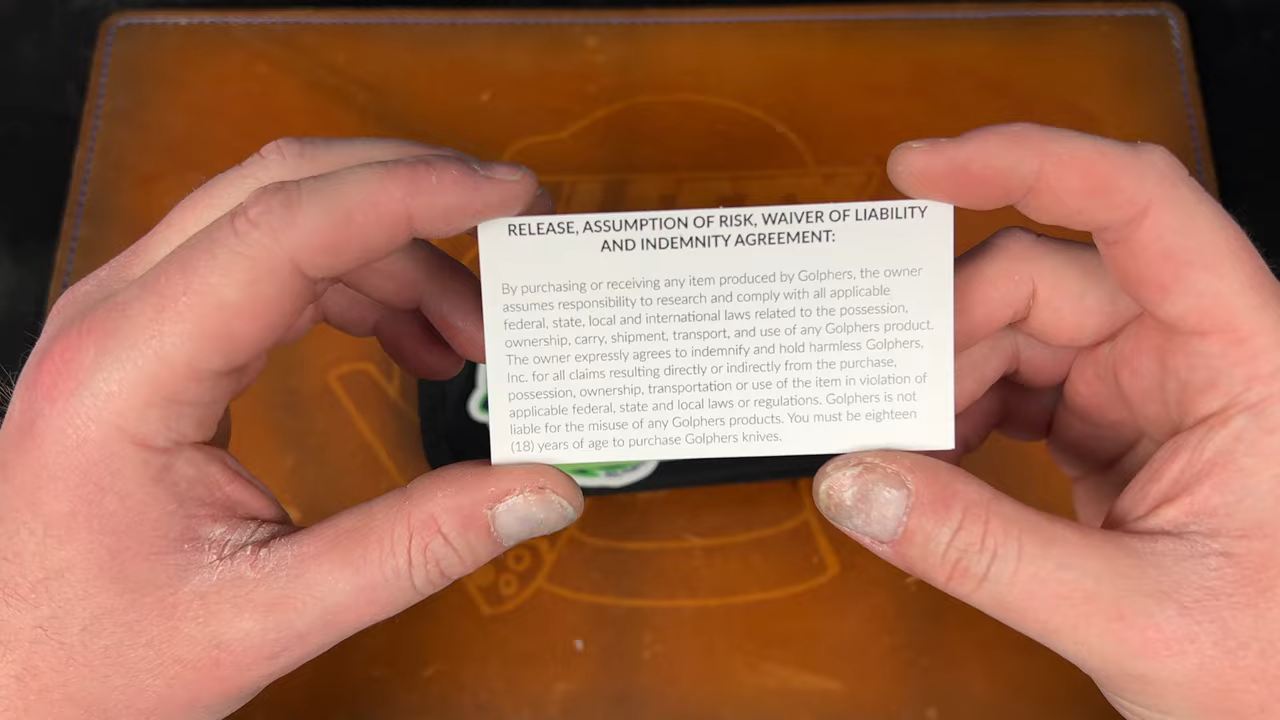 RELEASE, ASSUMPTION OF RISK, WAIVER OF LIABILITY
AND INDEMNITY AGREEMENT:
By purchasing or receiving any item produced by Golphers, the owner
assumes responsibility to research and comply with all applicable
federal, state, local and international laws related to the possession,
ownership, carry, shipment, transport, and use of any Golphers product.
The owner expressly agrees to indemnify and hold harmless Golphers,
Inc. for all claims resulting directly or indirectly from the purchase,
possession, ownership, transportation or use of the item in violation of
applicable federal, state and local laws or regulations. Golphers is not
liable for the misuse of any Golphers products. You must be eighteen
(18) years of age to purchase Golphers knives.